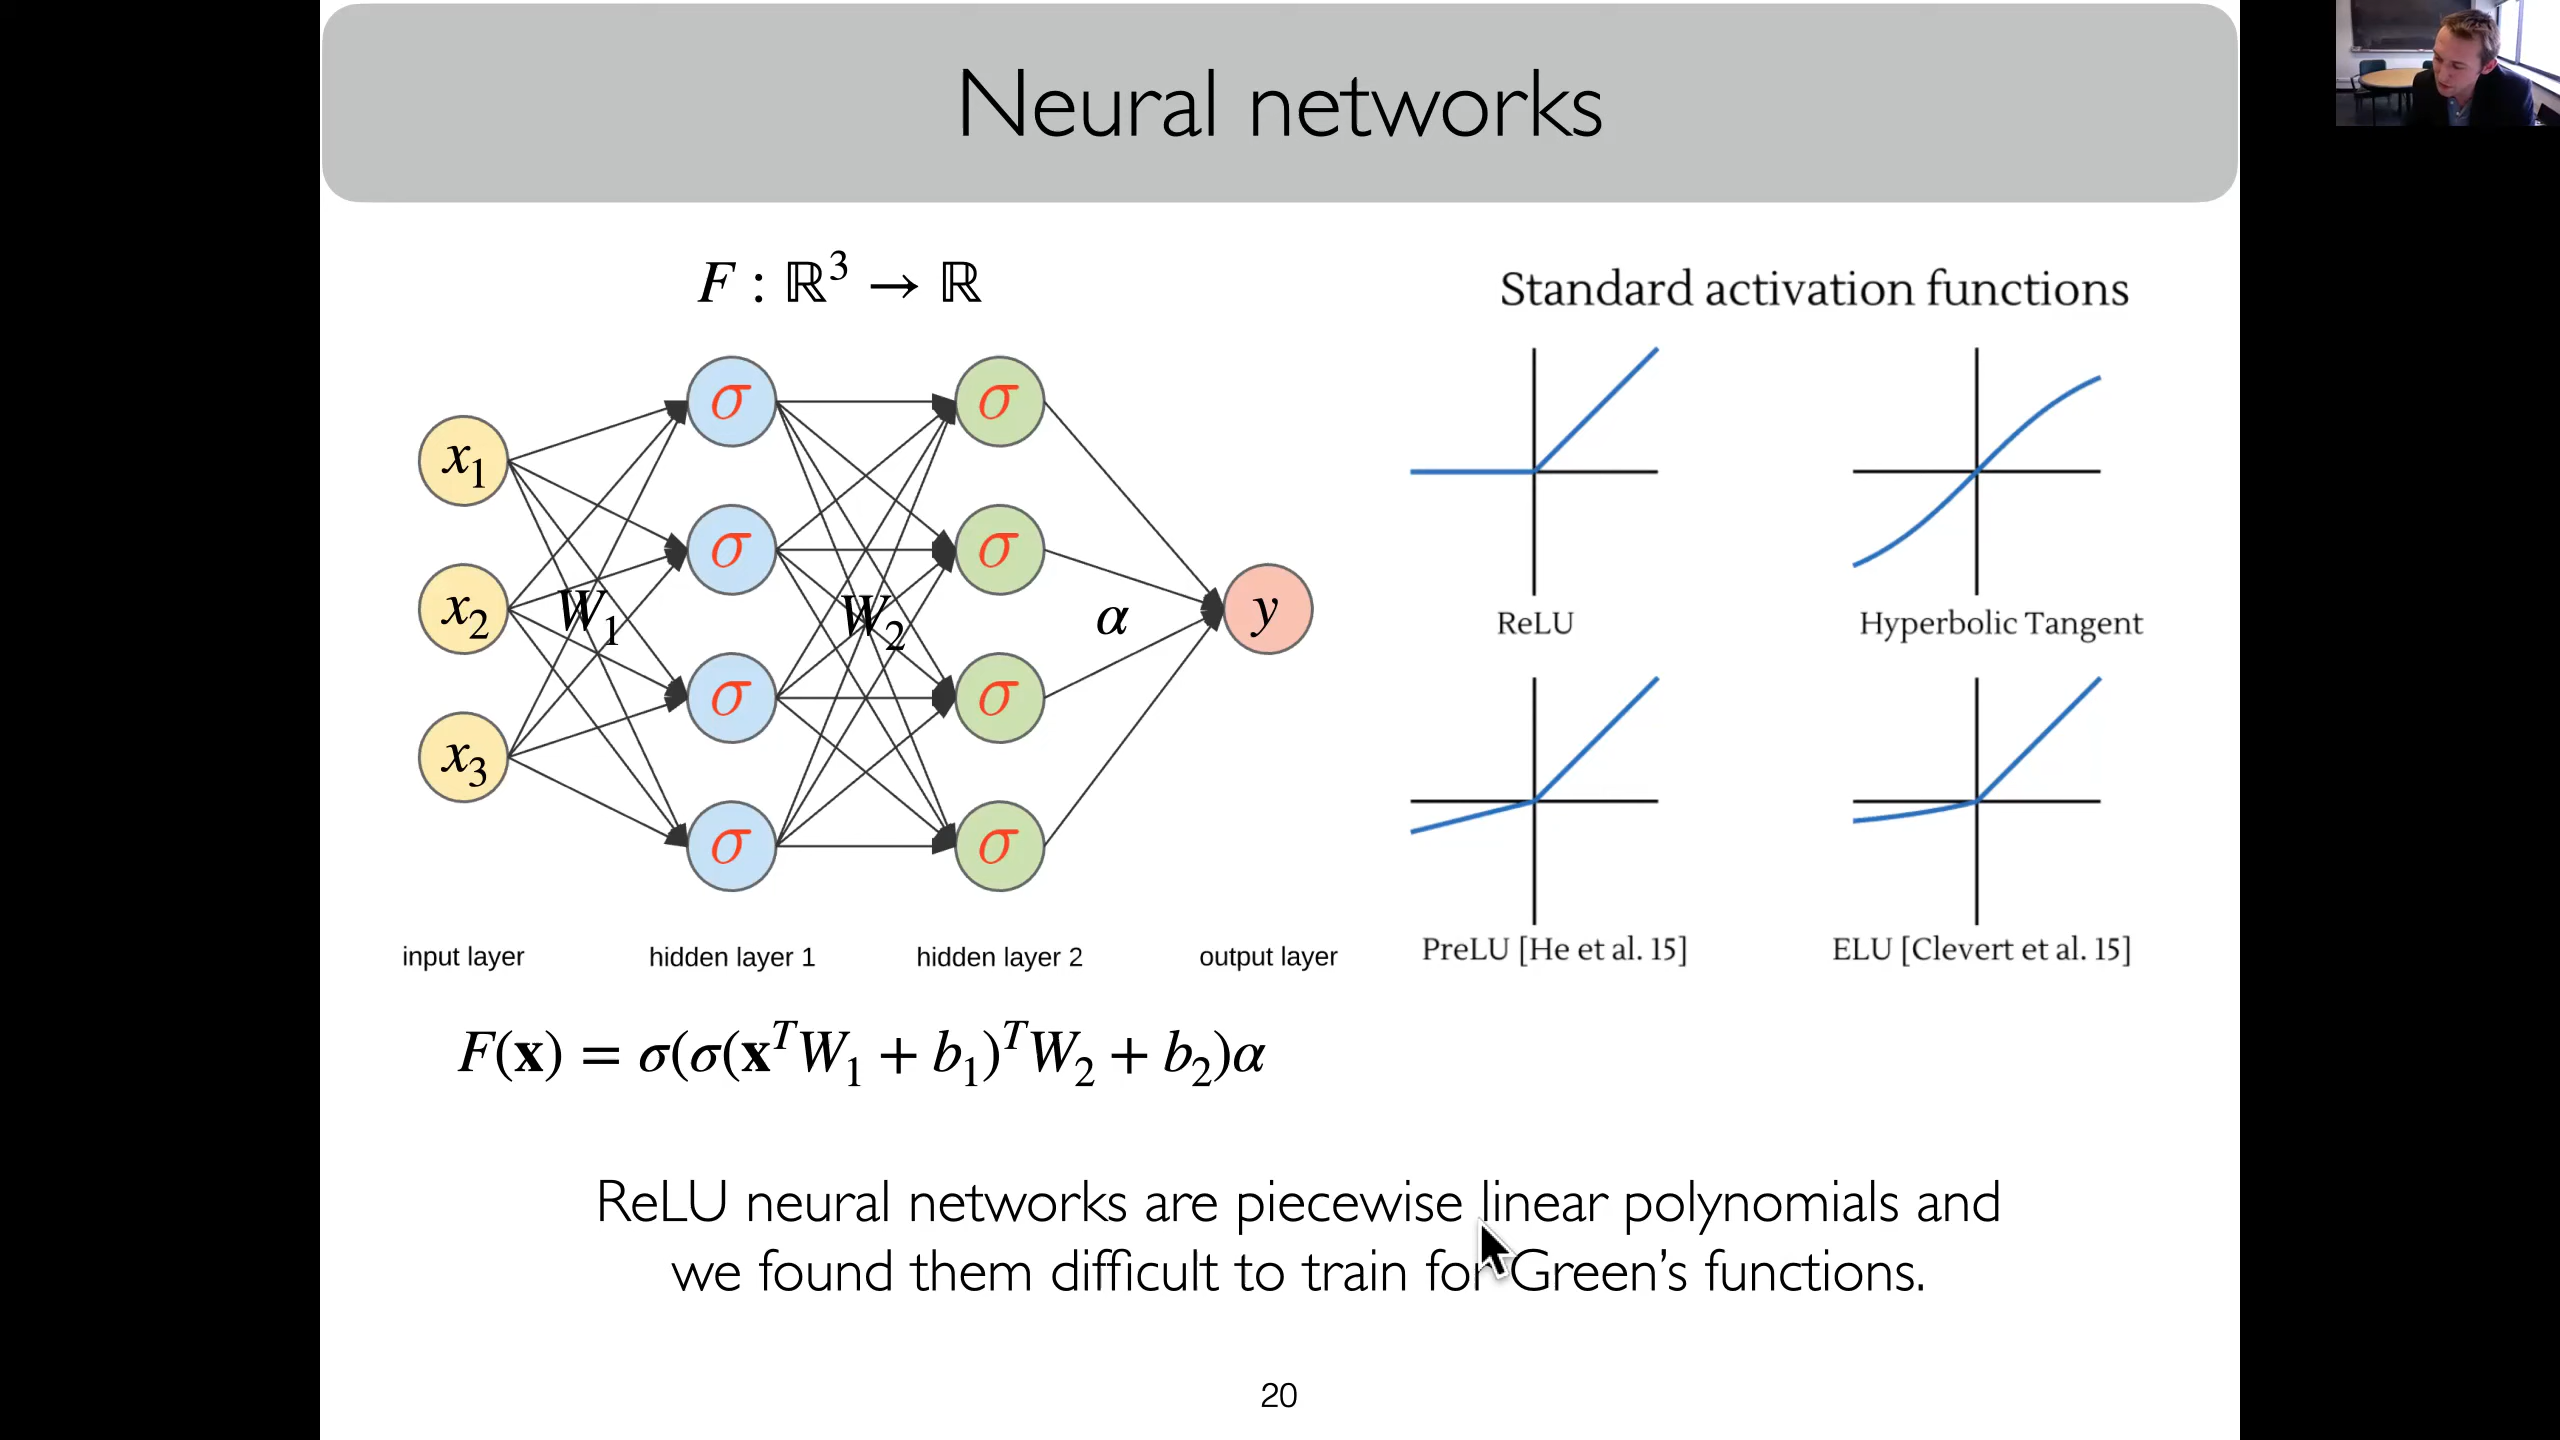 Neural networks
F : ℝ³ → ℝ
x₁
x₂
x₃
W₁
σ
σ
σ
σ
W₂
σ
σ
σ
σ
α
y
input layer
hidden layer 1
hidden layer 2
output layer
F(𝐱) = σ(σ(𝐱ᵀW₁ + b₁)ᵀW₂ + b₂)α
Standard activation functions
ReLU
Hyperbolic Tangent
PreLU [He et al. 15]
ELU [Clevert et al. 15]
ReLU neural networks are piecewise linear polynomials and
we found them difficult to train for Green’s functions.
20